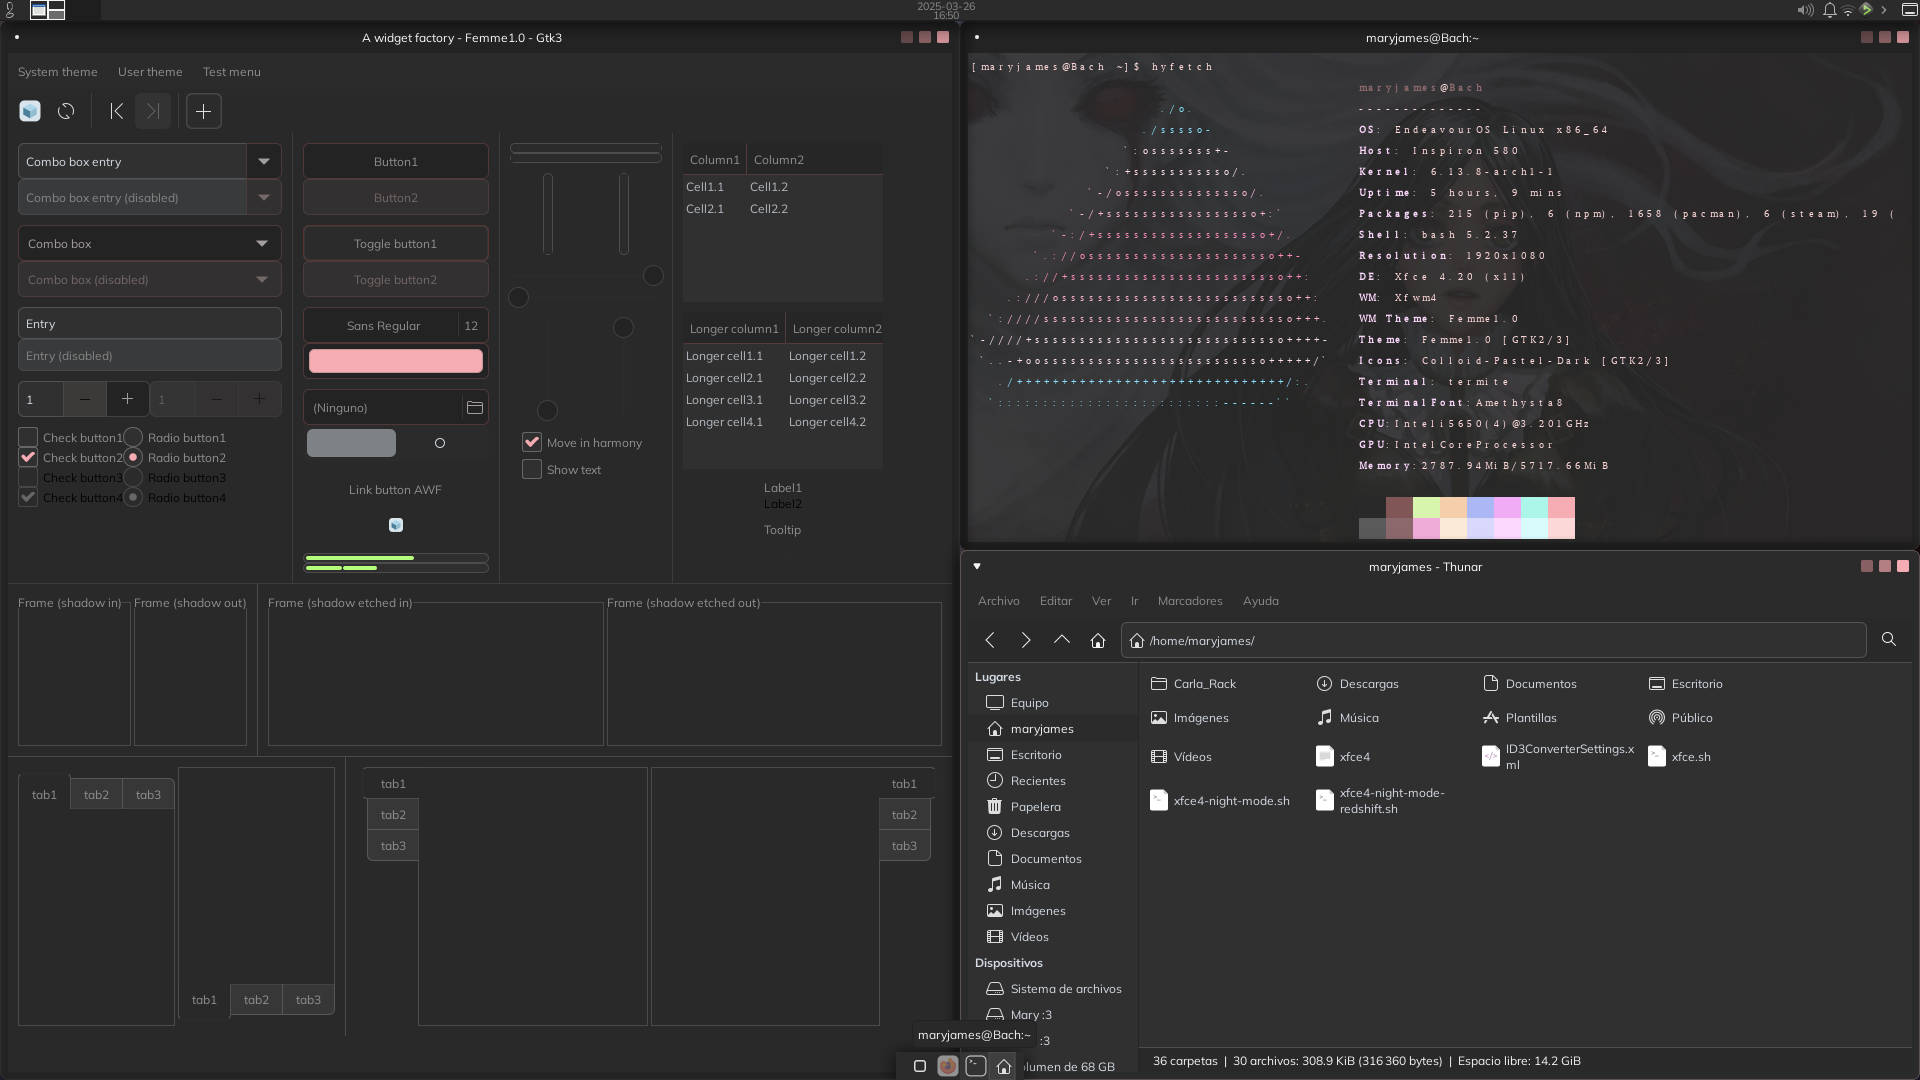 2025-03-26
16:50
A widget factory - Femme1.0 - Gtk3
System theme User theme Test menu
Combo box entry
Combo box entry (disabled)
Combo box
Combo box (disabled)
Entry
Entry (disabled)
1 − + 1 − +
Check button1 Radio button1
Check button2 Radio button2
Check button3 Radio button3
Check button4 Radio button4
Button1
Button2
Toggle button1
Toggle button2
Sans Regular 12
(Ninguno)
Link button AWF
Move in harmony
Show text
Column1 Column2
Cell1.1 Cell1.2
Cell2.1 Cell2.2
Longer column1 Longer column2
Longer cell1.1 Longer cell1.2
Longer cell2.1 Longer cell2.2
Longer cell3.1 Longer cell3.2
Longer cell4.1 Longer cell4.2
Label1
Label2
Tooltip
Frame (shadow in) Frame (shadow out) Frame (shadow etched in) Frame (shadow etched out)
tab1 tab2 tab3
tab1 tab2 tab3
tab1
tab2
tab3
tab1
tab2
tab3
maryjames@Bach:~
[maryjames@Bach ~]$ hyfetch
maryjames@Bach
--------------
OS: EndeavourOS Linux x86_64
Host: Inspiron 580
Kernel: 6.13.8-arch1-1
Uptime: 5 hours, 9 mins
Packages: 215 (pip), 6 (npm), 1658 (pacman), 6 (steam), 19 (
Shell: bash 5.2.37
Resolution: 1920x1080
DE: Xfce 4.20 (x11)
WM: Xfwm4
WM Theme: Femme1.0
Theme: Femme1.0 [GTK2/3]
Icons: Colloid-Pastel-Dark [GTK2/3]
Terminal: termite
Terminal Font: Amethysta 8
CPU: Intel i5 650 (4) @ 3.201GHz
GPU: Intel Core Processor
Memory: 2787.94MiB / 5717.66MiB
maryjames - Thunar
Archivo Editar Ver Ir Marcadores Ayuda
/home/maryjames/
Lugares
Equipo
maryjames
Escritorio
Recientes
Papelera
Descargas
Documentos
Música
Imágenes
Vídeos
Dispositivos
Sistema de archivos
Mary :3
:3
olumen de 68 GB
Carla_Rack Descargas Documentos Escritorio
Imágenes Música Plantillas Público
Vídeos xfce4 ID3ConverterSettings.x
ml xfce.sh
xfce4-night-mode.sh xfce4-night-mode-
redshift.sh
36 carpetas | 30 archivos: 308.9 KiB (316 360 bytes) | Espacio libre: 14.2 GiB
maryjames@Bach:~